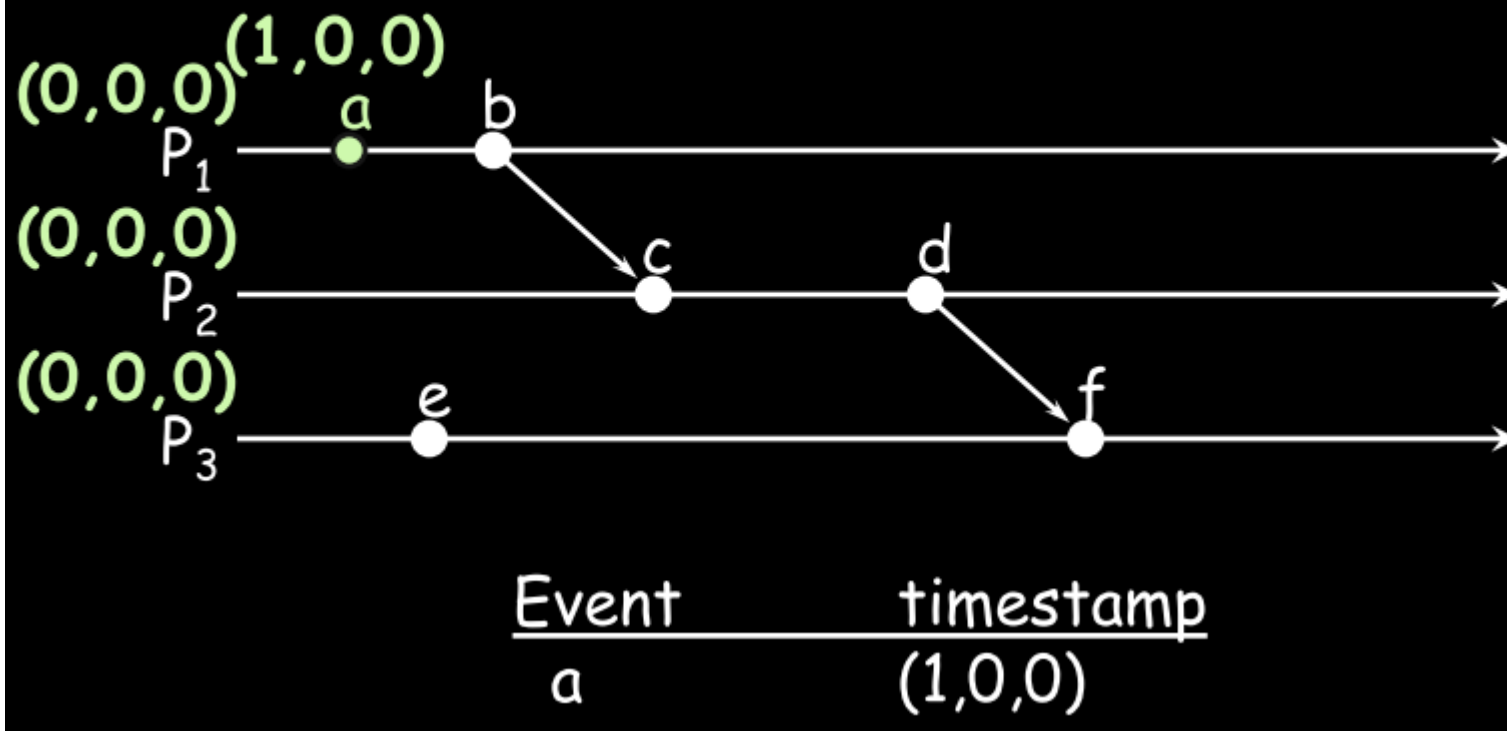 (1,0,0)
(0,0,0)
a b
P1
(0,0,0)
c d
P2
(0,0,0)
e f
P3
Event timestamp
a (1,0,0)